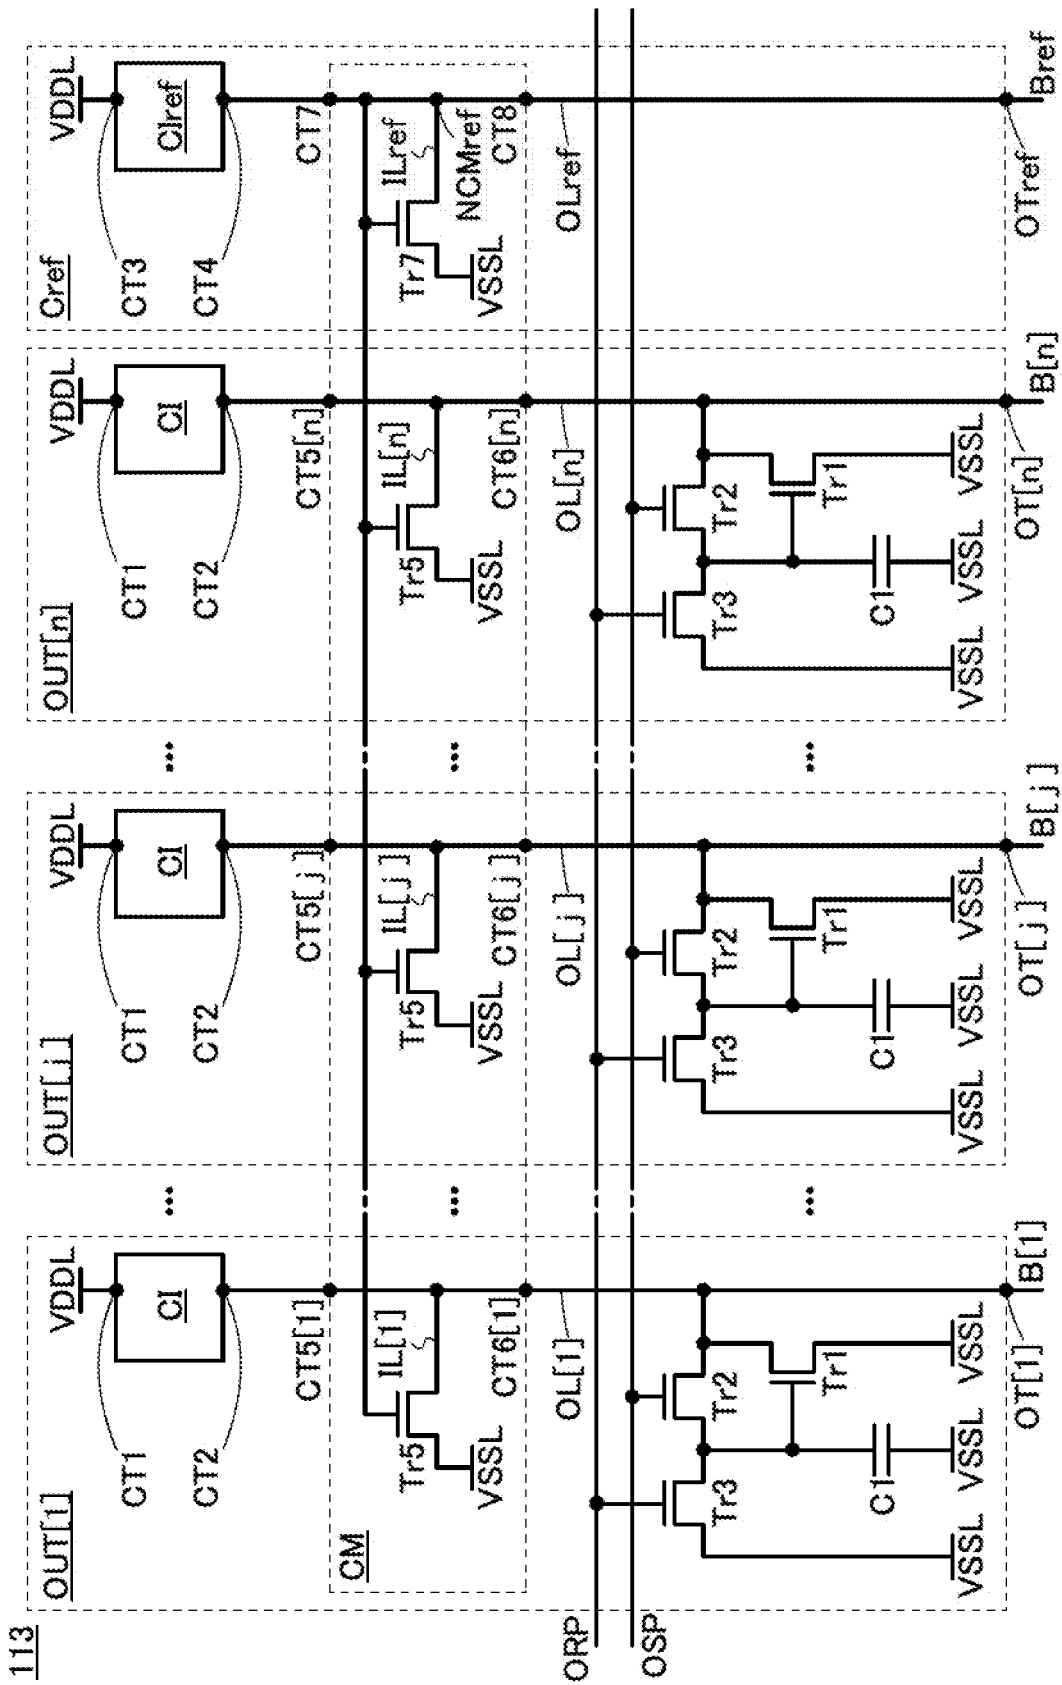 113
OUT[1] VDDL OUT[j] VDDL OUT[n] VDDL Cref VDDL
CT1 CT1 CT1 CT3
CI ... CI ... CI CIref
CT2 CT2 CT2 CT4
CT5[1] CT5[j] CT5[n] CT7
CM
IL[1] IL[j] IL[n] ILref
Tr5 Tr5 Tr5 Tr7
... ... NCMref
VSSL VSSL VSSL VSSL
CT6[1] CT6[j] CT6[n] CT8
OL[1] OL[j] OL[n] OLref
ORP
OSP
Tr3 Tr2 Tr3 Tr2 Tr3 Tr2
... ...
Tr1 Tr1 Tr1
C1 C1 C1
VSSL VSSL VSSL VSSL VSSL VSSL VSSL VSSL VSSL
OT[1] OT[j] OT[n] OTref
B[1] B[j] B[n] Bref